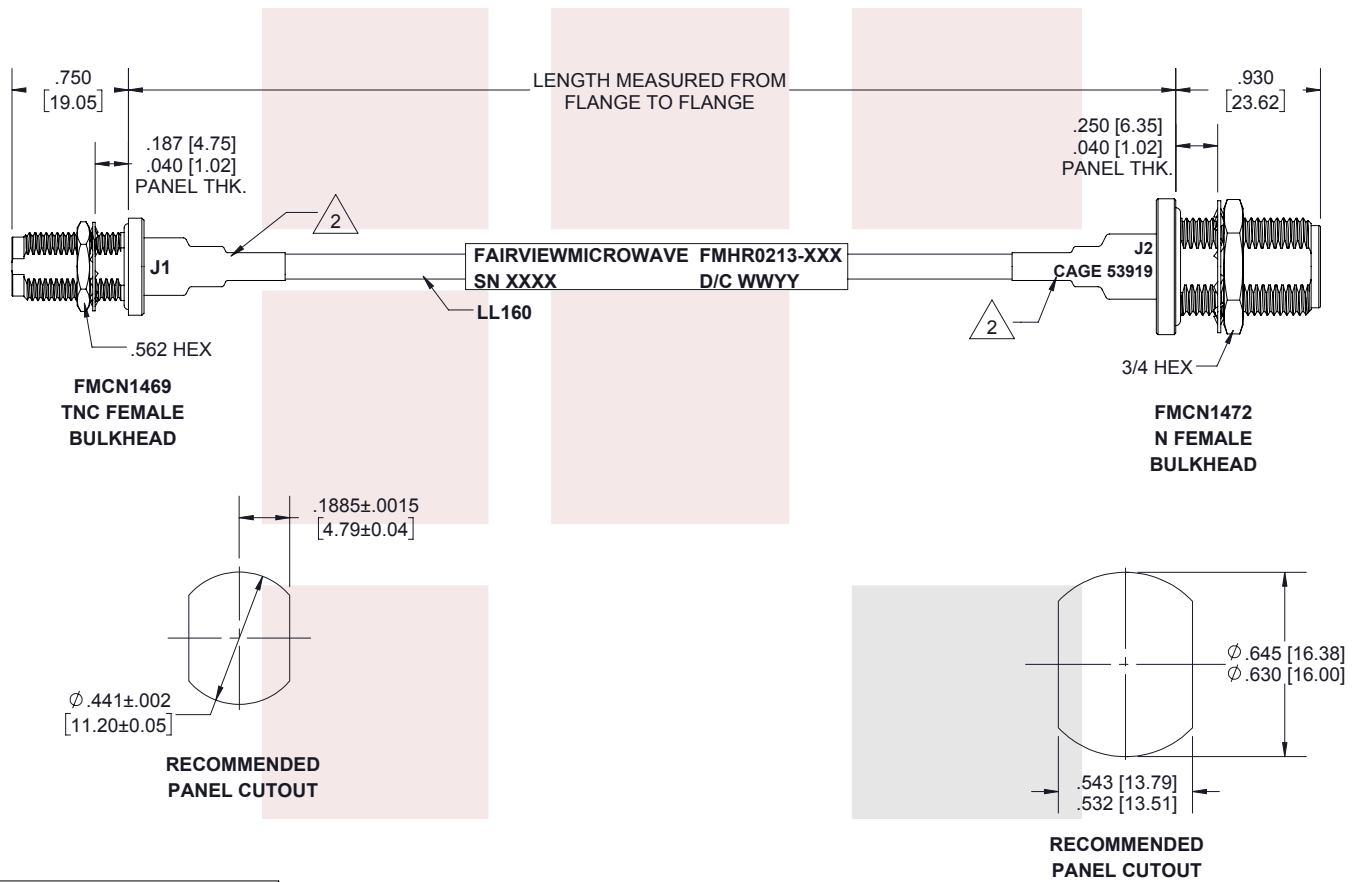 .750
[19.05]
LENGTH MEASURED FROM
FLANGE TO FLANGE
.930
[23.62]
.187 [4.75]
.040 [1.02]
PANEL THK.
.250 [6.35]
.040 [1.02]
PANEL THK.
2
J1
FAIRVIEWMICROWAVE FMHR0213-XXX
SN XXXX D/C WWYY
J2
CAGE 53919
LL160
2
.562 HEX
3/4 HEX
FMCN1469
TNC FEMALE
BULKHEAD
FMCN1472
N FEMALE
BULKHEAD
.1885±.0015
[4.79±0.04]
⌀.441±.002
[11.20±0.05]
RECOMMENDED
PANEL CUTOUT
⌀.645 [16.38]
⌀.630 [16.00]
.543 [13.79]
.532 [13.51]
RECOMMENDED
PANEL CUTOUT